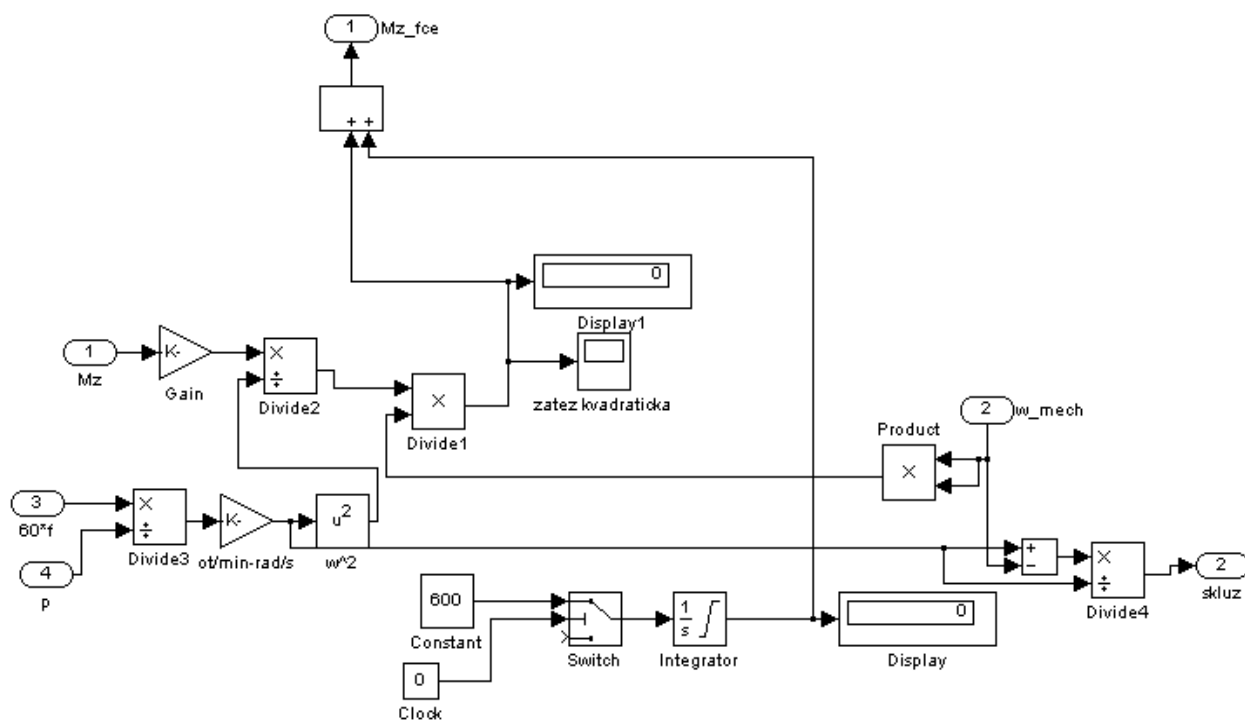 1
Mz_fce
+ +
0
Display1
1
Mz
K-
Gain
×
÷
Divide2
×
Divide1
zatez kvadraticka
2
w_mech
Product
×
3
60*f
×
÷
Divide3
K-
ot/min-rad/s
u2
w^2
4
p
+
−
×
÷
Divide4
2
skluz
600
Constant
Switch
1
s
Integrator
0
Display
0
Clock